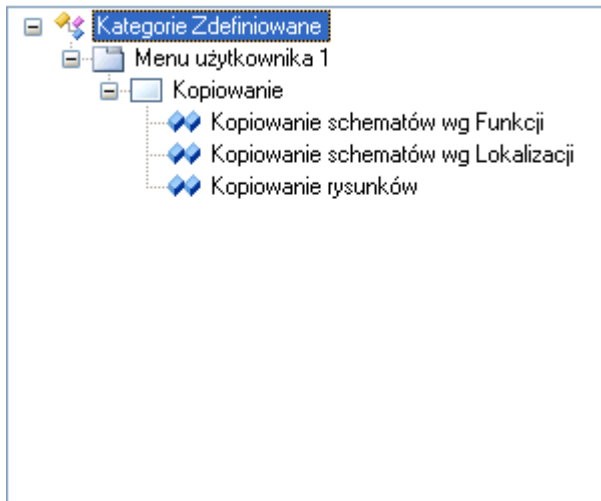 Kategorie Zdefiniowane
Menu użytkownika 1
Kopiowanie
Kopiowanie schematów wg Funkcji
Kopiowanie schematów wg Lokalizacji
Kopiowanie rysunków